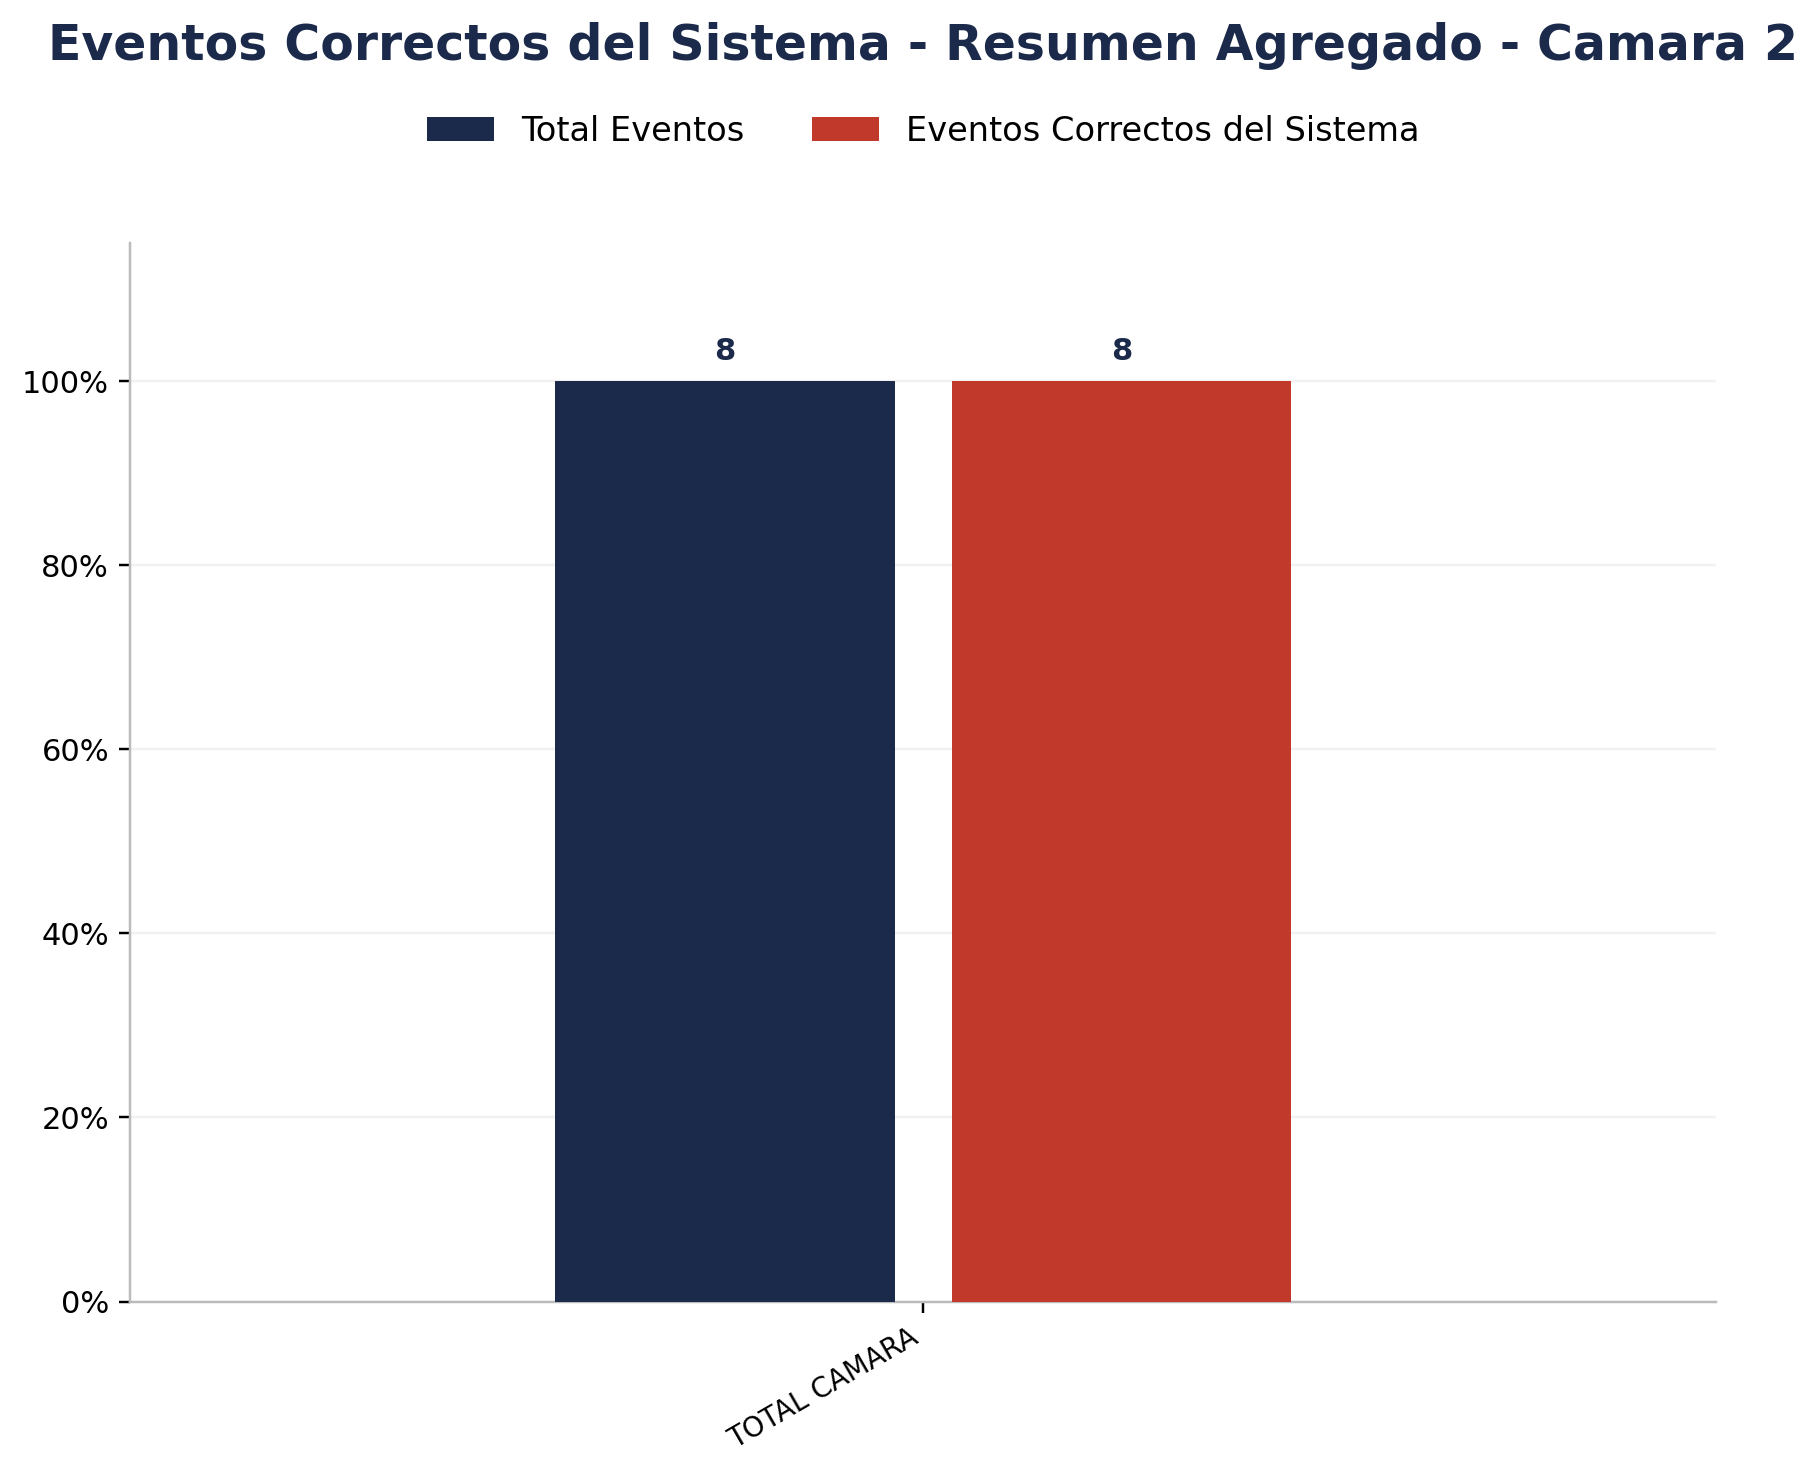 Eventos Correctos del Sistema - Resumen Agregado - Camara 2
Total Eventos
Eventos Correctos del Sistema
8
8
100%
80%
60%
40%
20%
0%
TOTAL CAMARA